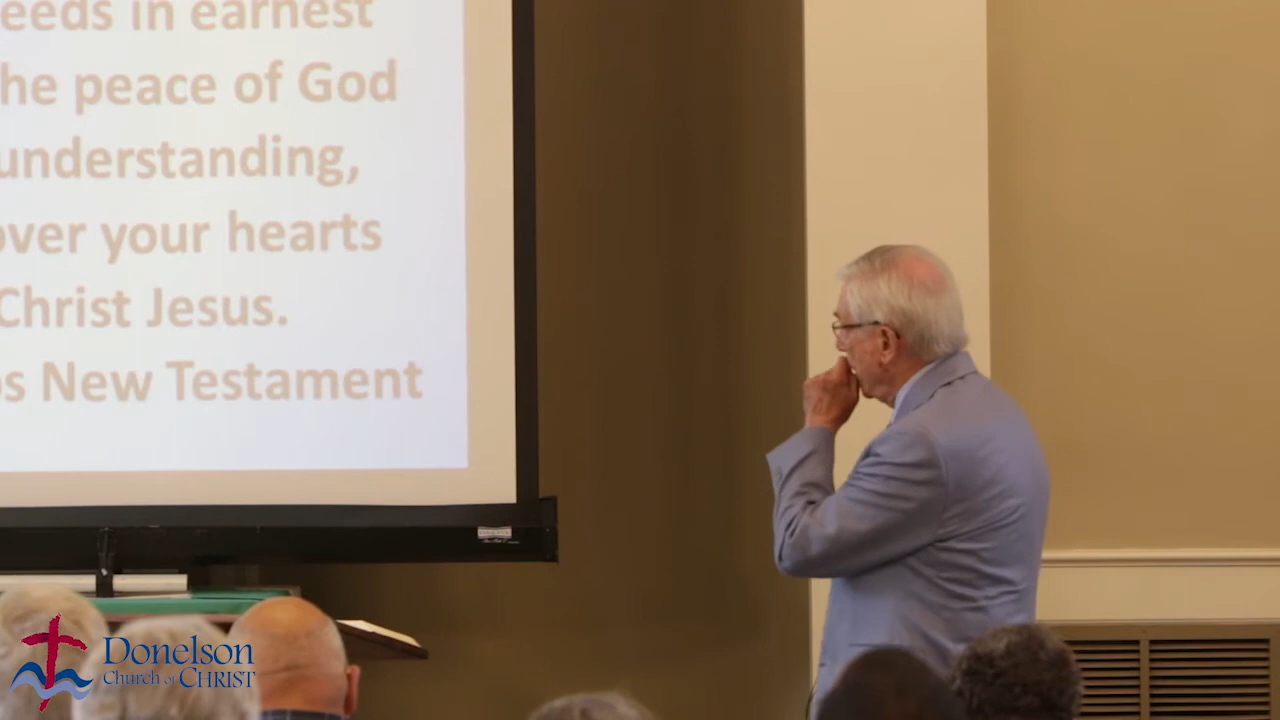 eeds in earnest
he peace of God
understanding,
over your hearts
Christ Jesus.
os New Testament
Donelson
Church of CHRIST